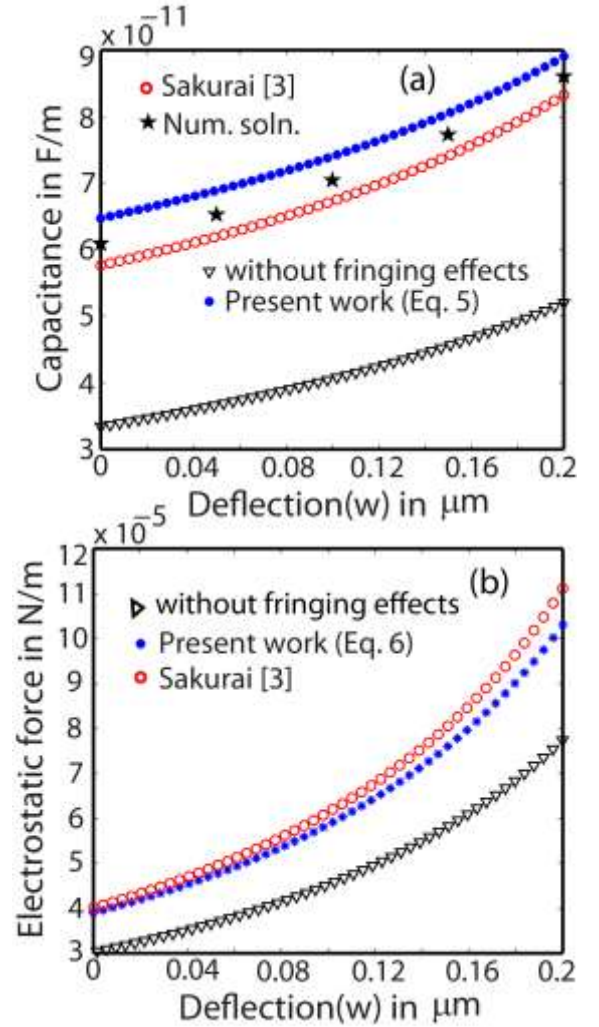 x 10⁻¹¹
9
8
7
6
5
4
3
Capacitance in F/m
(a)
Sakurai [3]
Num. soln.
without fringing effects
Present work (Eq. 5)
0 0.04 0.08 0.12 0.16 0.2
Deflection(w) in μm
x 10⁻⁵
12
11
10
8
7
6
5
4
3
Electrostatic force in N/m
(b)
without fringing effects
Present work (Eq. 6)
Sakurai [3]
0 0.04 0.08 0.12 0.16 0.2
Deflection(w) in μm